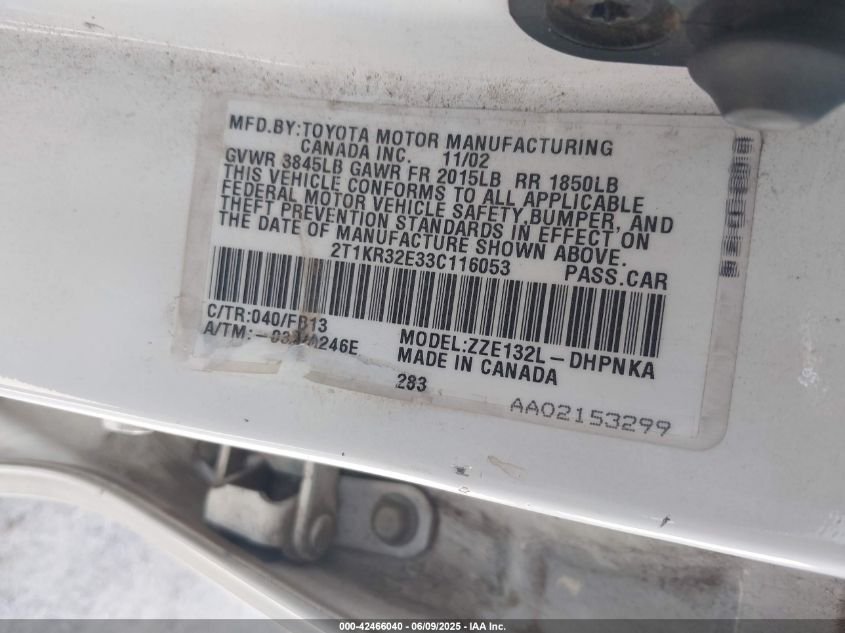 MFD.BY:TOYOTA MOTOR MANUFACTURING
CANADA INC. 11/02
GVWR 3845LB GAWR FR 2015LB RR 1850LB
THIS VEHICLE CONFORMS TO ALL APPLICABLE
FEDERAL MOTOR VEHICLE SAFETY,BUMPER, AND
THEFT PREVENTION STANDARDS IN EFFECT ON
THE DATE OF MANUFACTURE SHOWN ABOVE.
2T1KR32E33C116053 PASS.CAR
C/TR:040/FB13
A/TM: MODEL:ZZE132L-DHPNKA
MADE IN CANADA
283
AA02153299
000-42466040 - 06/09/2025 - IAA Inc.